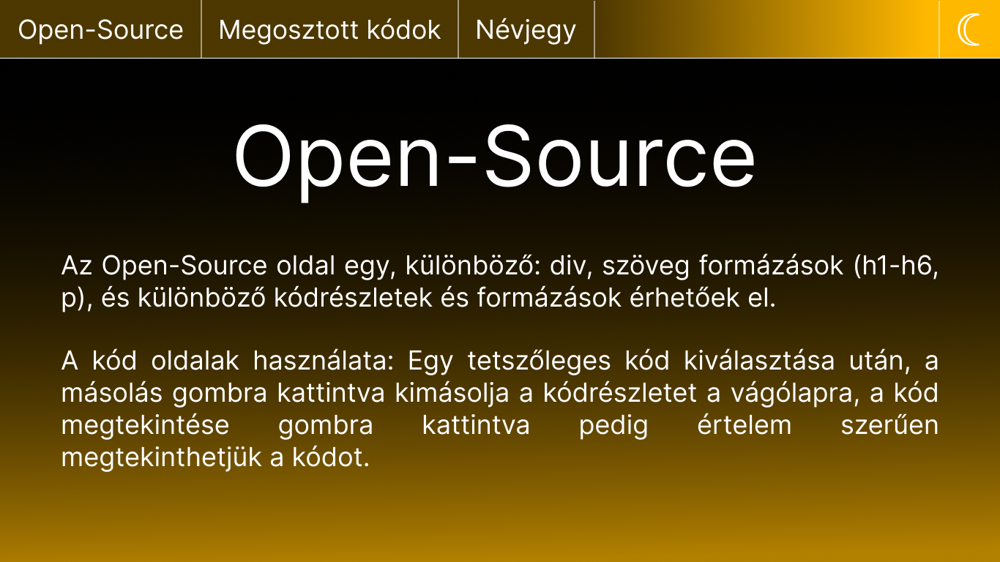 Open-Source
Megosztott kódok
Névjegy
Open-Source
Az Open-Source oldal egy, különböző: div, szöveg formázások (h1-h6,
p), és különböző kódrészletek és formázások érhetőek el.
A kód oldalak használata: Egy tetszőleges kód kiválasztása után, a
másolás gombra kattintva kimásolja a kódrészletet a vágólapra, a kód
megtekintése gombra kattintva pedig értelem szerűen
megtekinthetjük a kódot.